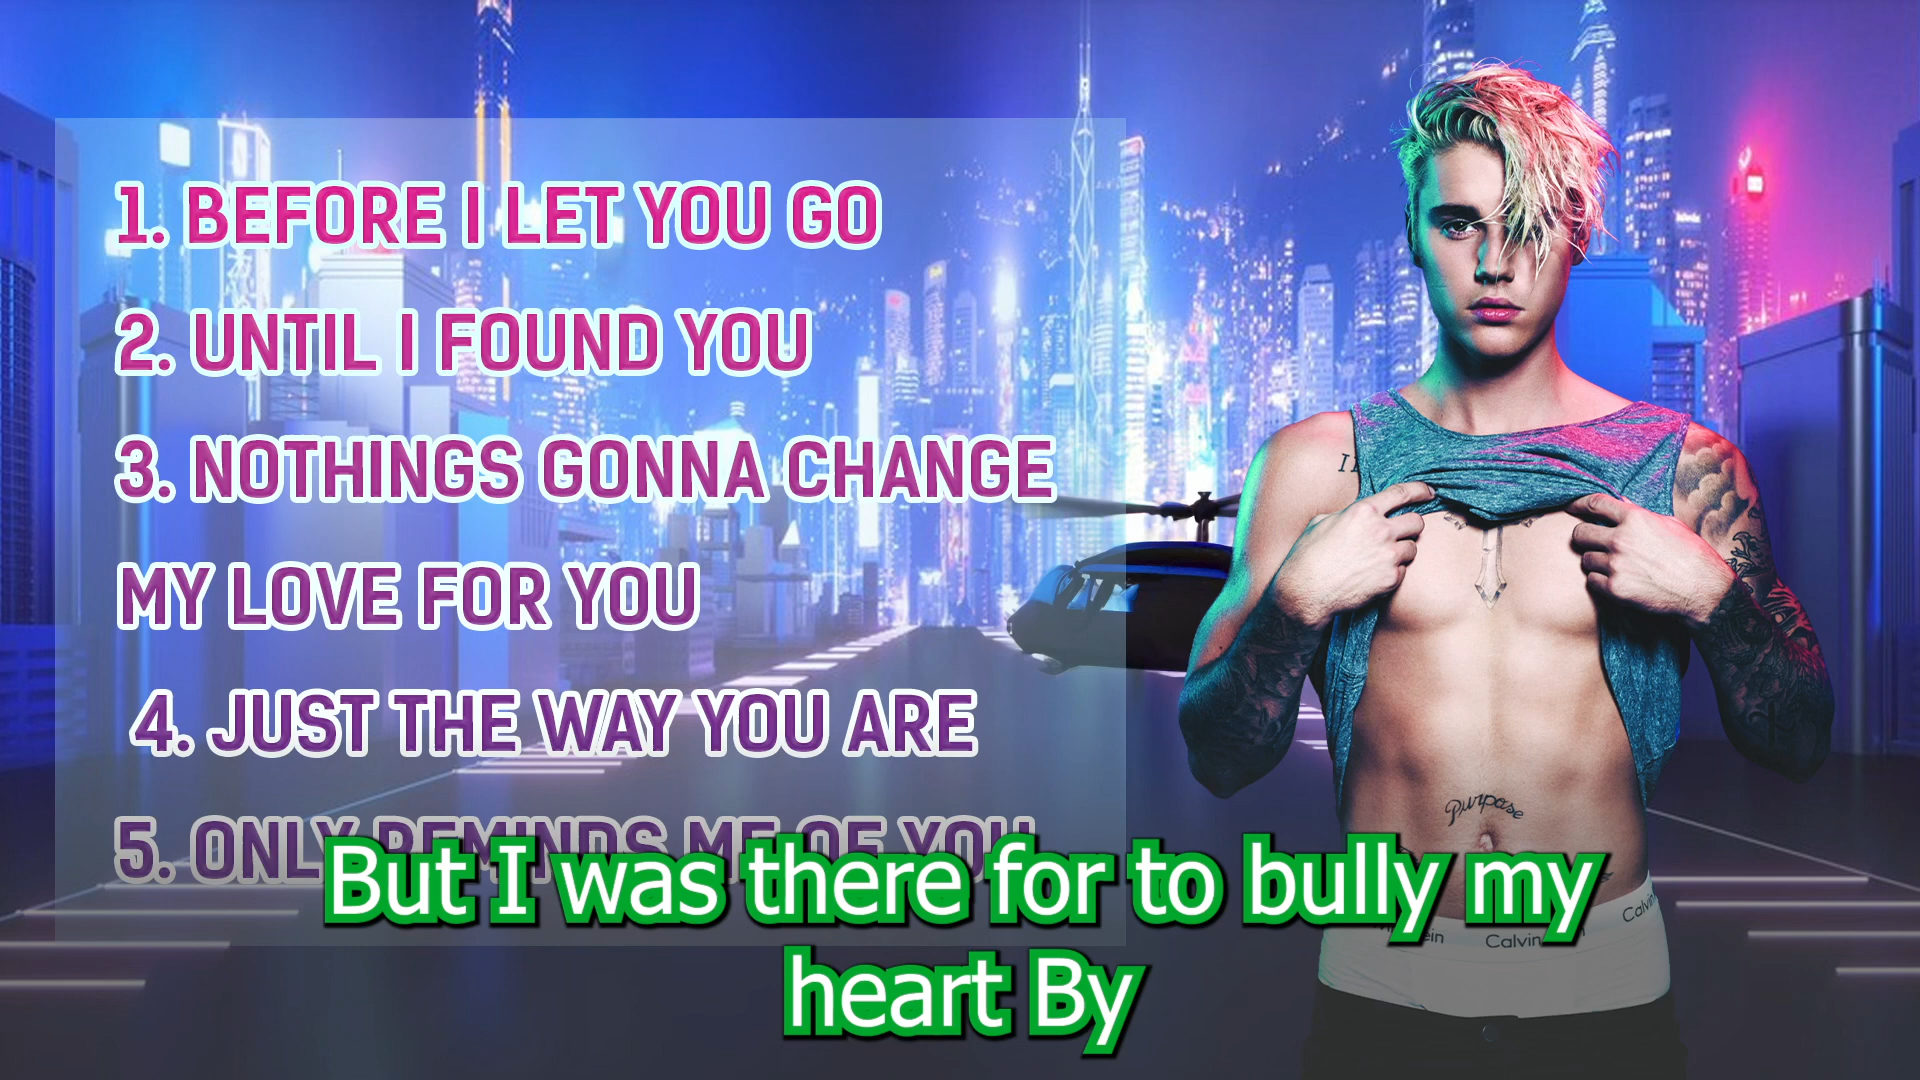 1. BEFORE I LET YOU GO
2. UNTIL I FOUND YOU
3. NOTHINGS GONNA CHANGE
MY LOVE FOR YOU
4. JUST THE WAY YOU ARE
5. ONLY REMINDS ME OF YOU
But I was there for to bully my
heart By
Purpose
Calvin